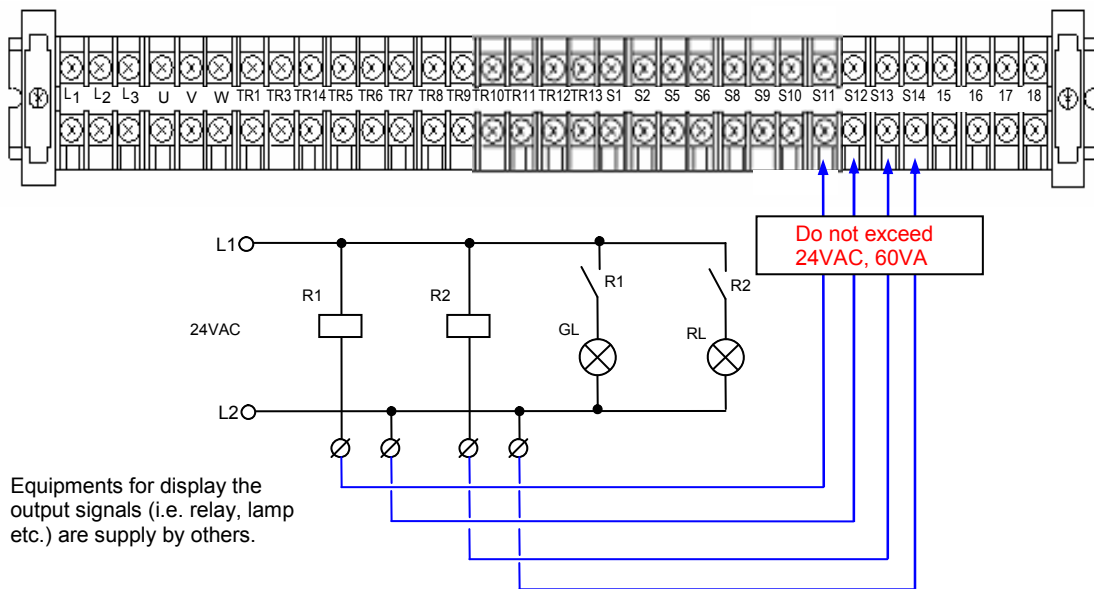 L1 L2 L3 U V W TR1 TR3 TR14 TR5 TR6 TR7 TR8 TR9 TR10 TR11 TR12 TR13 S1 S2 S5 S6 S8 S9 S10 S11 S12 S13 S14 15 16 17 18
Do not exceed
24VAC, 60VA
L1
R1
R2
R1
R2
24VAC
GL
RL
L2
Equipments for display the
output signals (i.e. relay, lamp
etc.) are supply by others.